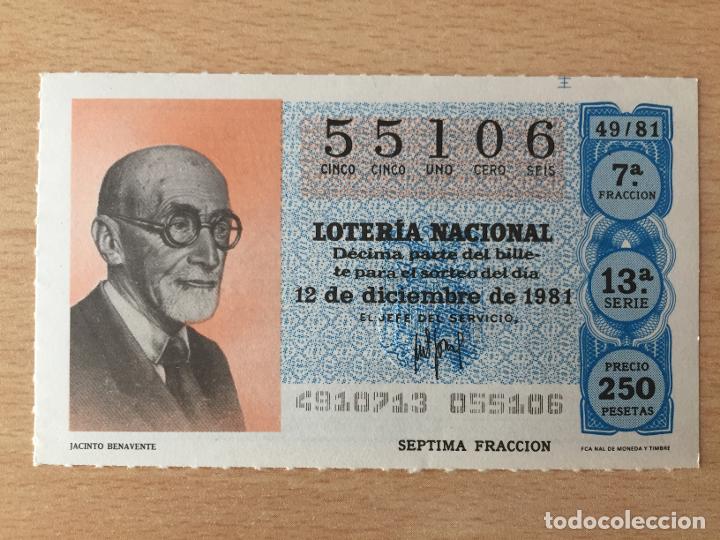 55106
CINCO CINCO UNO CERO SEIS
49/81
7ª
FRACCION
LOTERÍA NACIONAL
Décima parte del bille-
te para el sorteo del día
12 de diciembre de 1981
EL JEFE DEL SERVICIO,
13ª
SERIE
PRECIO
250
PESETAS
4910713 055106
JACINTO BENAVENTE
SEPTIMA FRACCION
FCA NAL DE MONEDA Y TIMBRE
todocoleccion.net